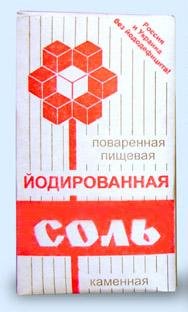 Россия
и Украина
без йододефицита!
поваренная
пищевая
ЙОДИРОВАННАЯ
СОЛЬ
каменная